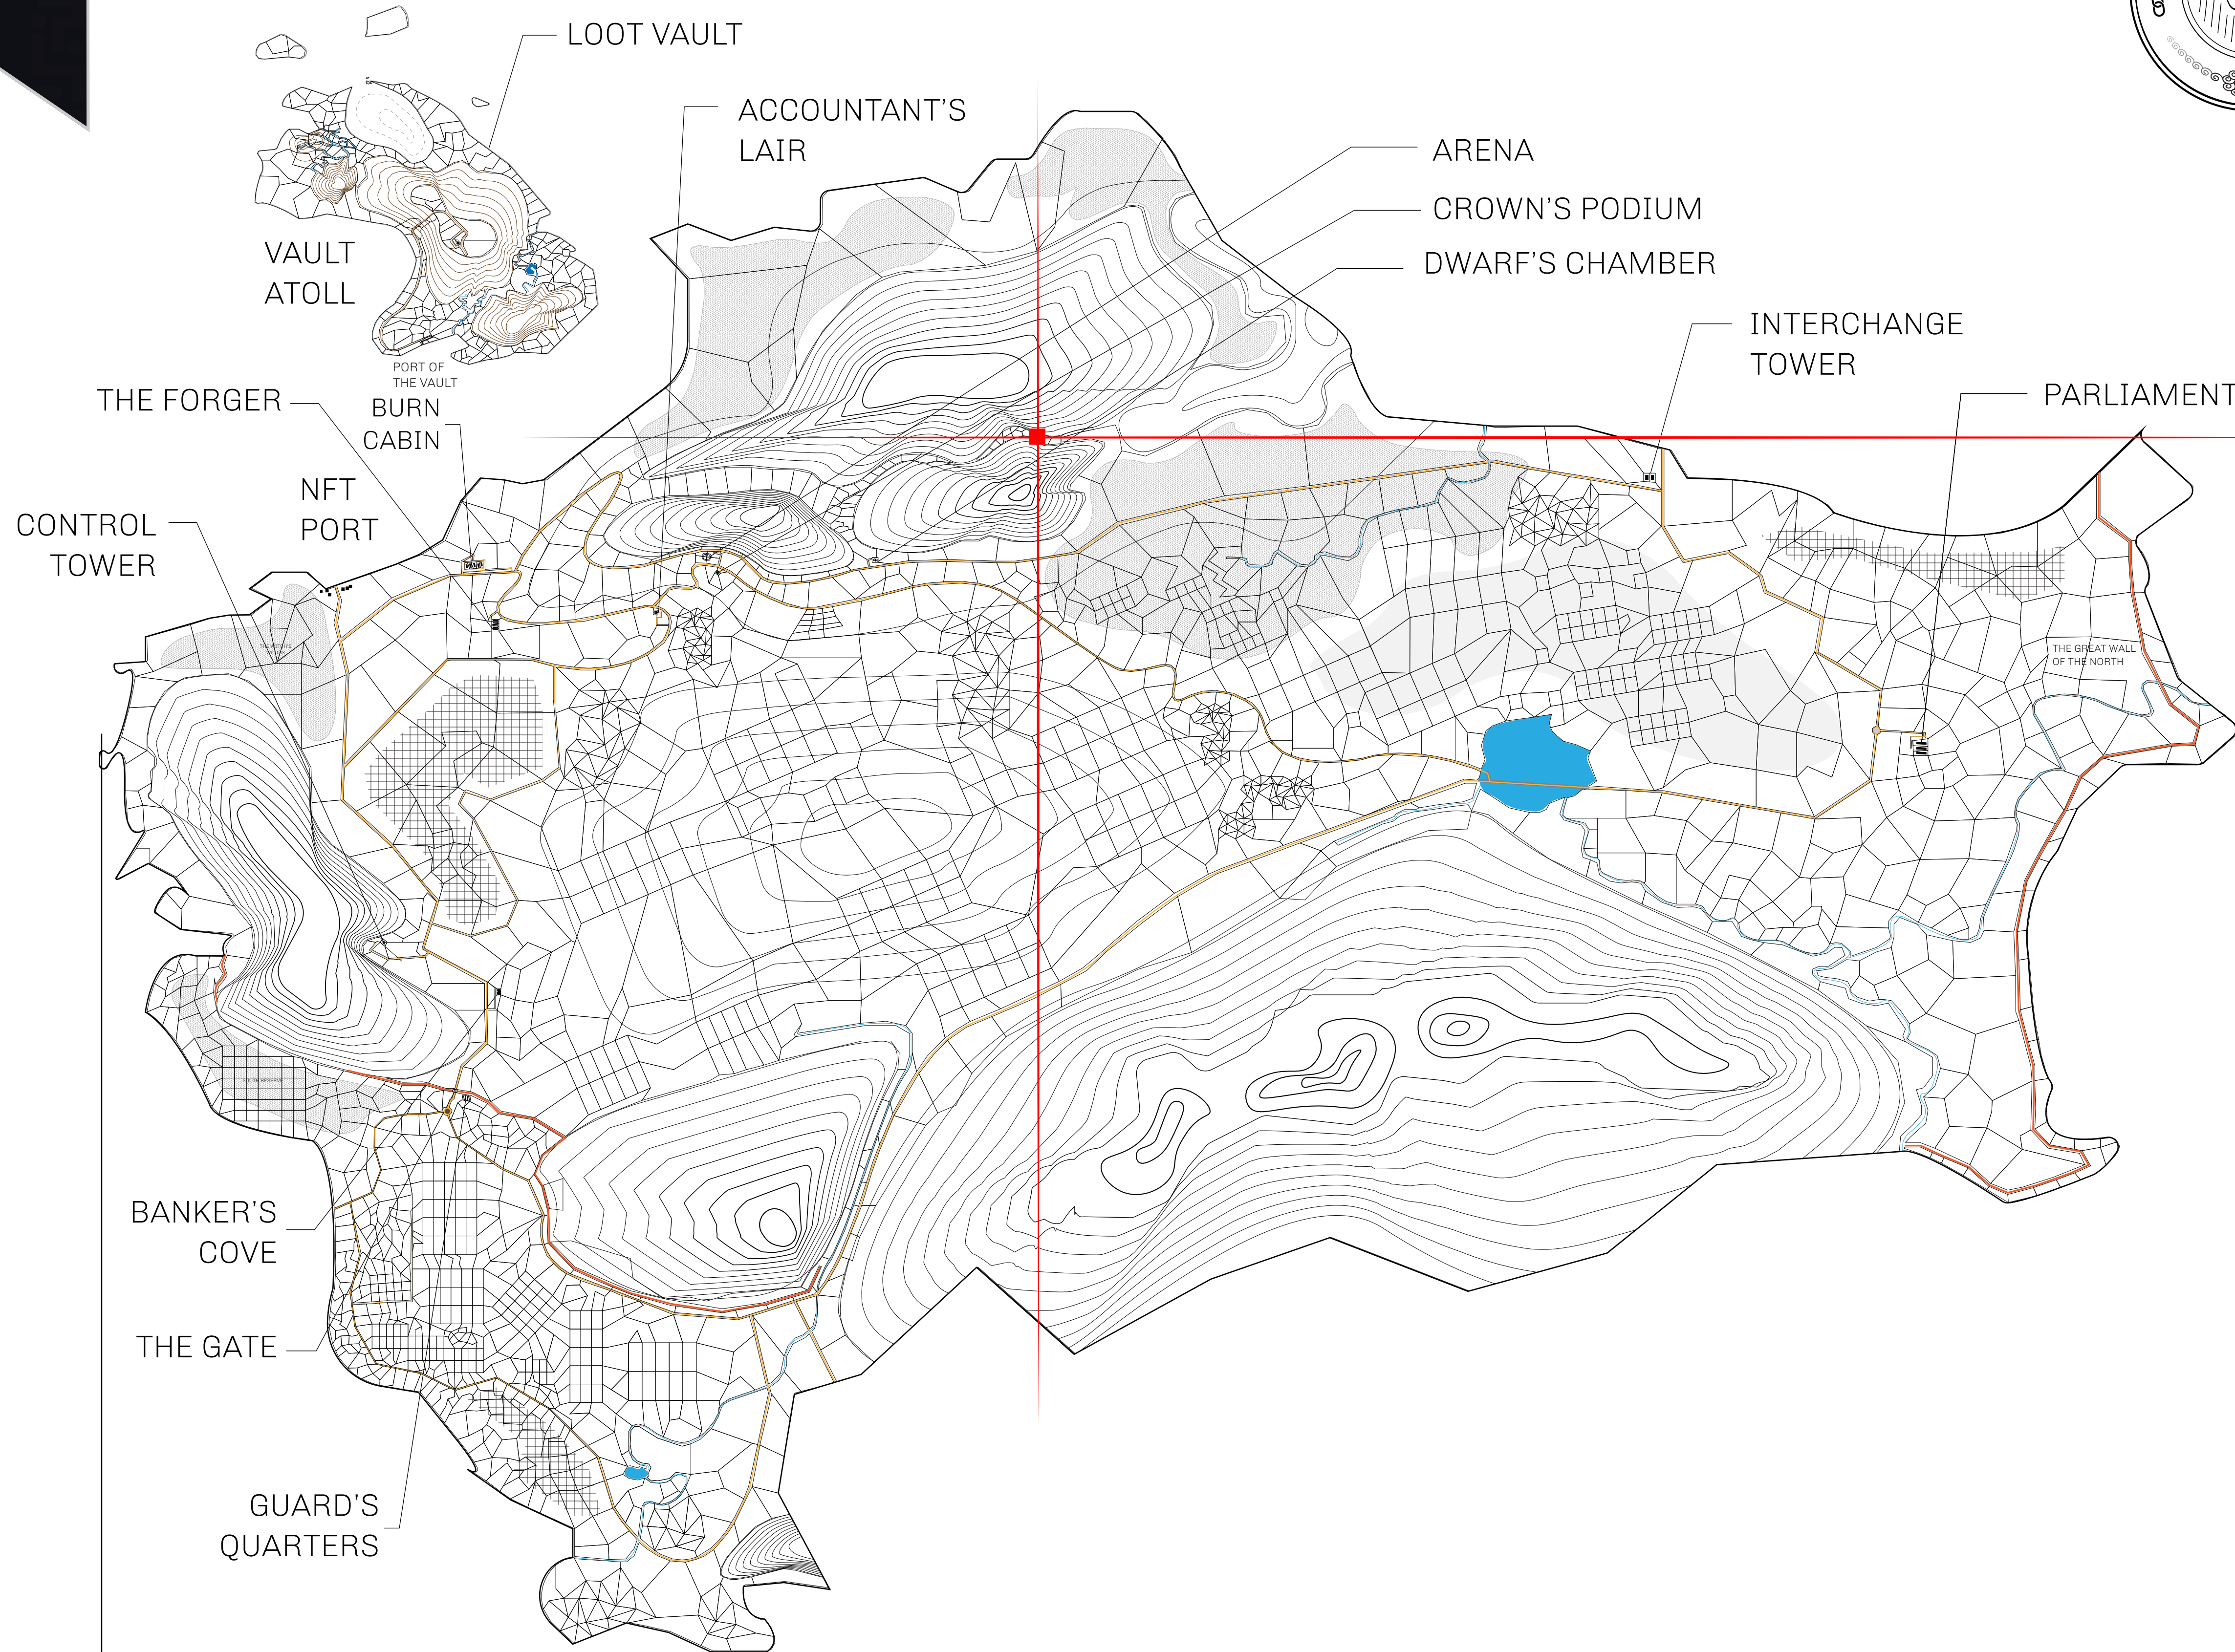 LOOT VAULT
ACCOUNTANT'S
LAIR
ARENA
CROWN'S PODIUM
DWARF'S CHAMBER
VAULT
ATOLL
INTERCHANGE
TOWER
PORT OF
THE VAULT
PARLIAMENT
THE FORGER
BURN
CABIN
NFT
PORT
CONTROL
TOWER
THE GREAT WALL
OF THE NORTH
SOUTH RESERVE
BANKER'S
COVE
THE GATE
GUARD'S
QUARTERS